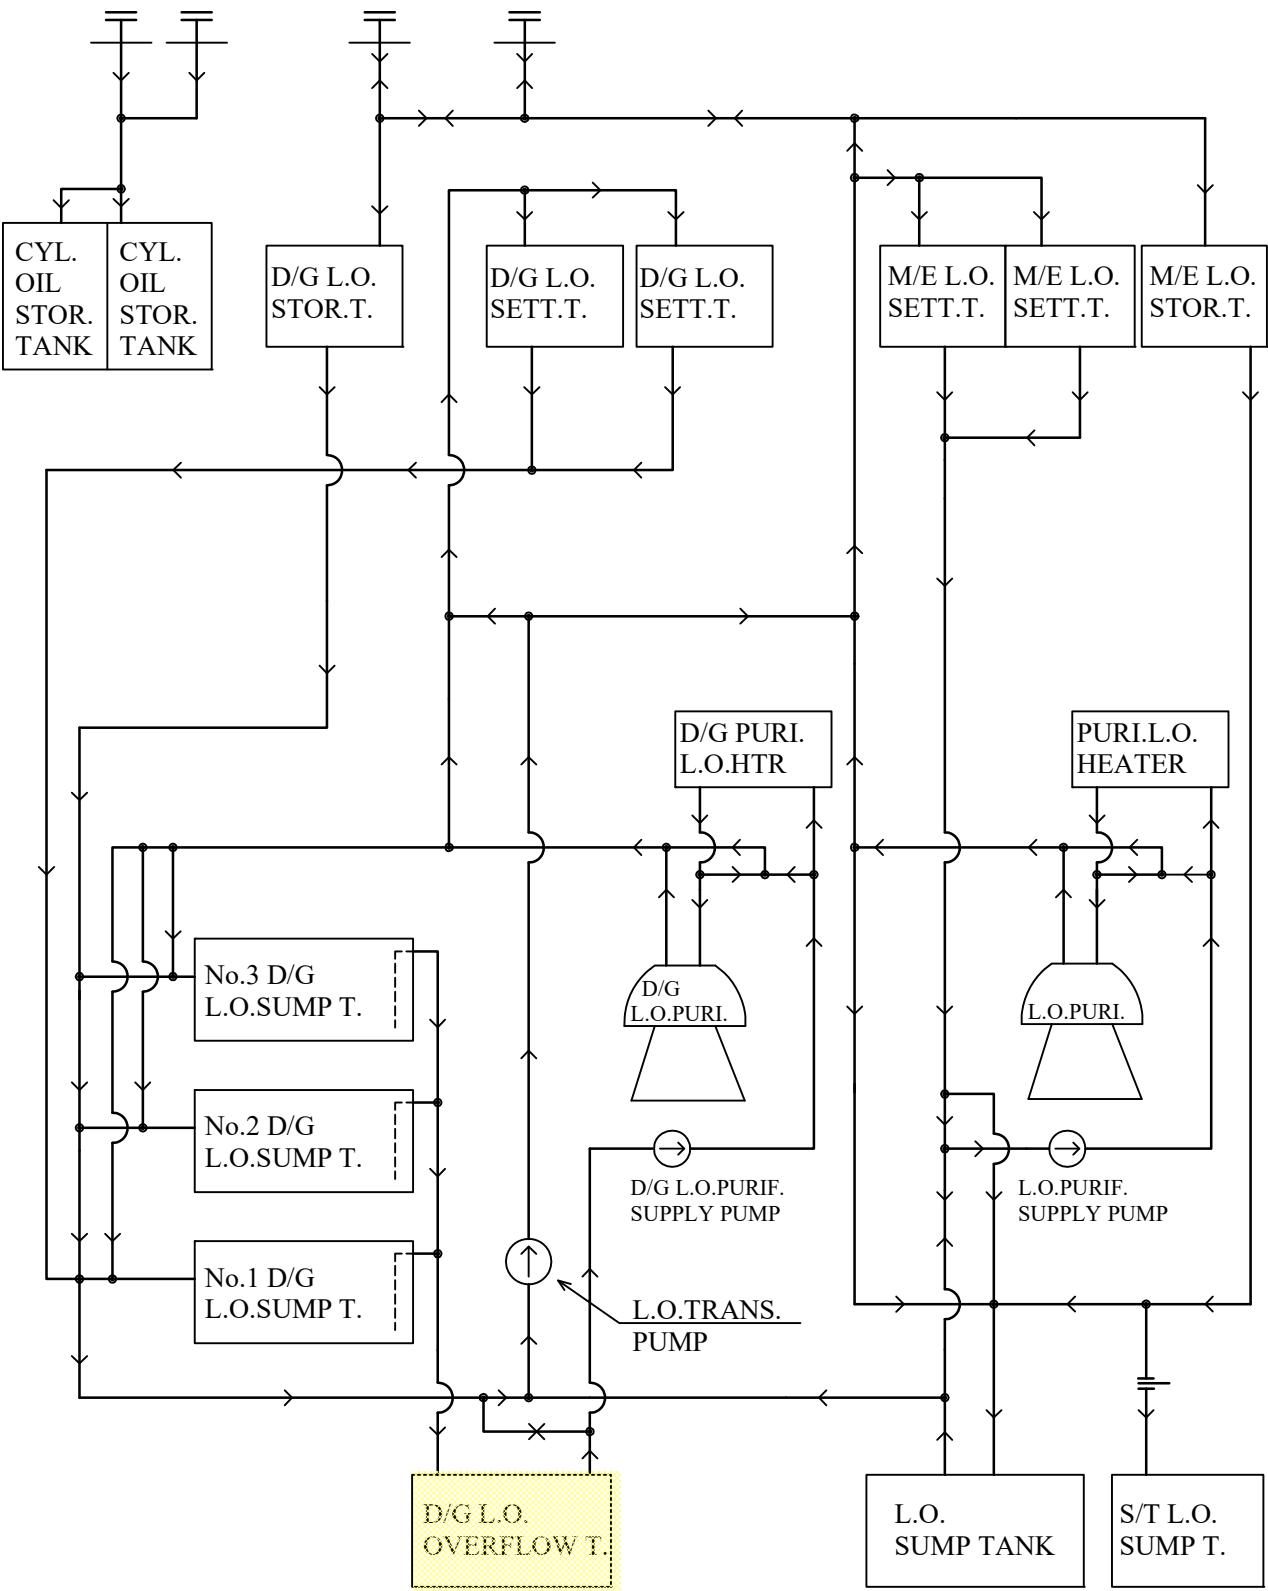 CYL.
OIL
STOR.
TANK
CYL.
OIL
STOR.
TANK
D/G L.O.
STOR.T.
D/G L.O.
SETT.T.
D/G L.O.
SETT.T.
M/E L.O.
SETT.T.
M/E L.O.
SETT.T.
M/E L.O.
STOR.T.
D/G PURI.
L.O.HTR
PURI.L.O.
HEATER
No.3 D/G
L.O.SUMP T.
D/G
L.O.PURI.
L.O.PURI.
No.2 D/G
L.O.SUMP T.
D/G L.O.PURIF.
SUPPLY PUMP
L.O.PURIF.
SUPPLY PUMP
No.1 D/G
L.O.SUMP T.
L.O.TRANS.
PUMP
D/G L.O.
OVERFLOW T.
L.O.
SUMP TANK
S/T L.O.
SUMP T.